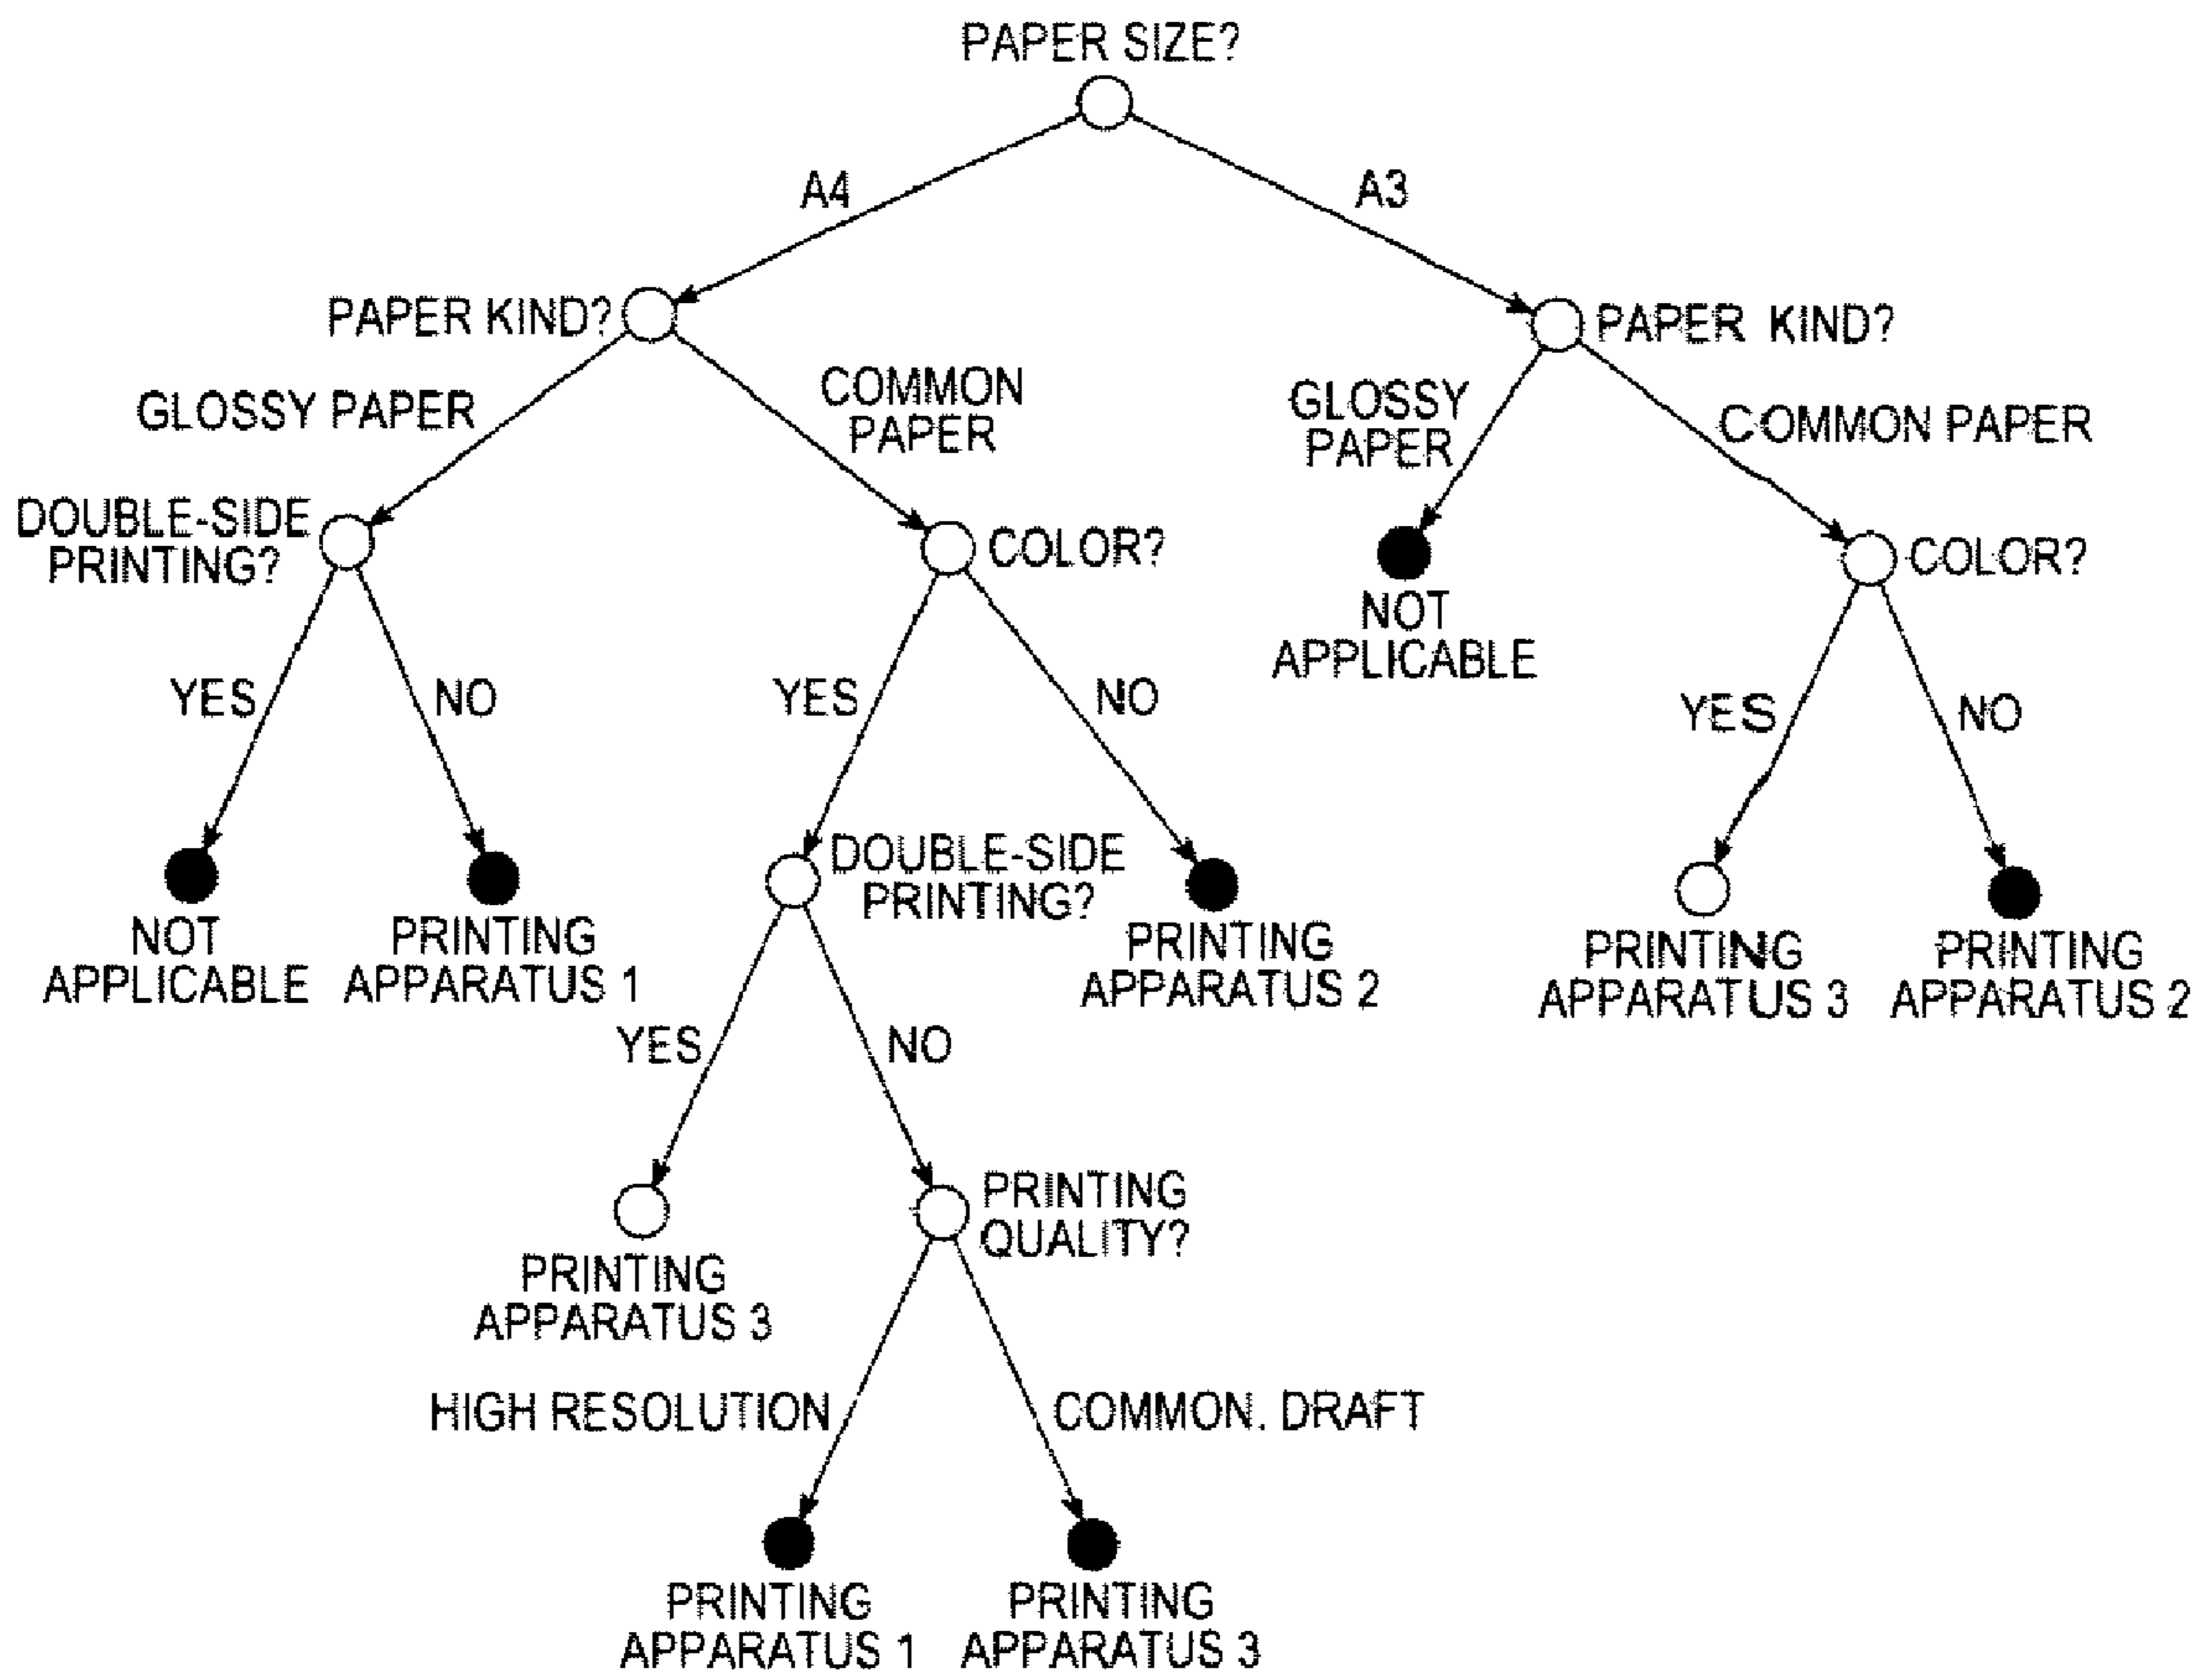 PAPER SIZE?
A4
A3
PAPER KIND?
PAPER KIND?
GLOSSY PAPER
COMMON
PAPER
GLOSSY
PAPER
COMMON PAPER
DOUBLE-SIDE
PRINTING?
COLOR?
NOT
APPLICABLE
COLOR?
YES
NO
YES
NO
YES
NO
NOT
APPLICABLE
PRINTING
APPARATUS 1
DOUBLE-SIDE
PRINTING?
PRINTING
APPARATUS 2
PRINTING
APPARATUS 3
PRINTING
APPARATUS 2
YES
NO
PRINTING
APPARATUS 3
PRINTING
QUALITY?
HIGH RESOLUTION
COMMON. DRAFT
PRINTING
APPARATUS 1
PRINTING
APPARATUS 3